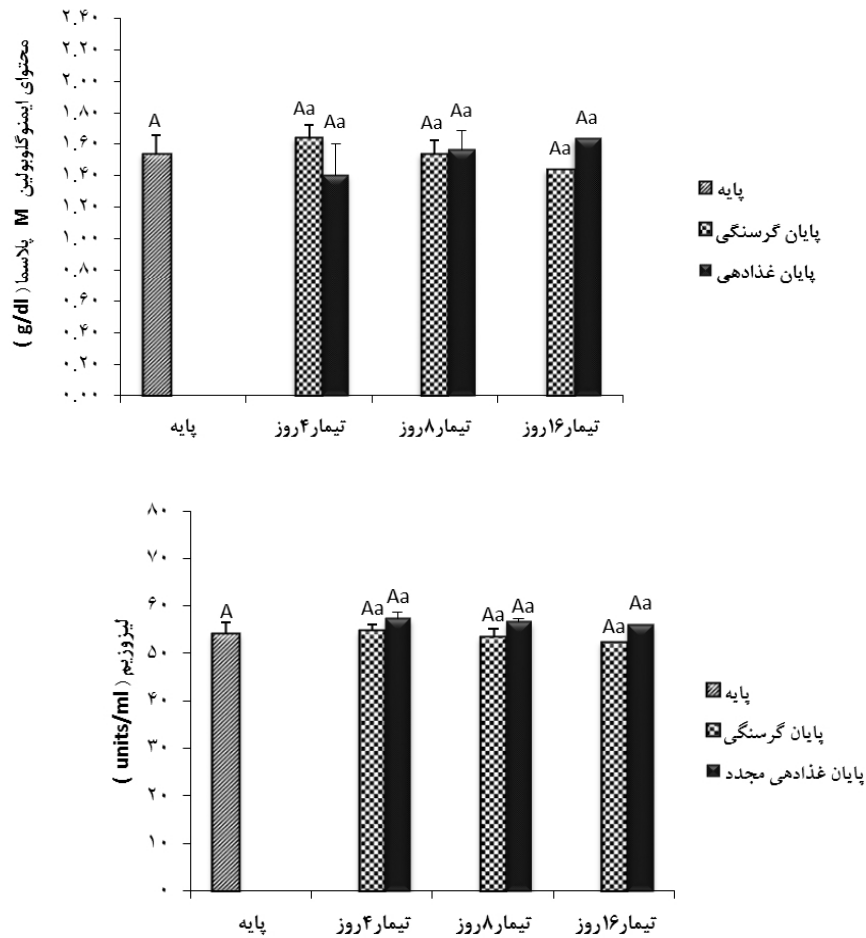 ۲.۴۰
۲.۲۰
۲.۰۰
۱.۸۰
۱.۶۰
۱.۴۰
۱.۲۰
۱.۰۰
۰.۸۰
۰.۶۰
۰.۴۰
۰.۲۰
۰.۰۰
محتوای ایمنوگلوبولین M پلاسما ( g/dl )
A
Aa
Aa
Aa
Aa
Aa
Aa
پایه
تیمار۴روز
تیمار۸روز
تیمار۱۶روز
پایه
پایان گرسنگی
پایان غذادهی
۸۰
۷۰
۶۰
۵۰
۴۰
۳۰
۲۰
۱۰
۰
لیزوزیم ( units/ml )
A
Aa
Aa
Aa
Aa
Aa
Aa
پایه
تیمار۴روز
تیمار۸روز
تیمار۱۶روز
پایه
پایان گرسنگی
پایان غذادهی مجدد